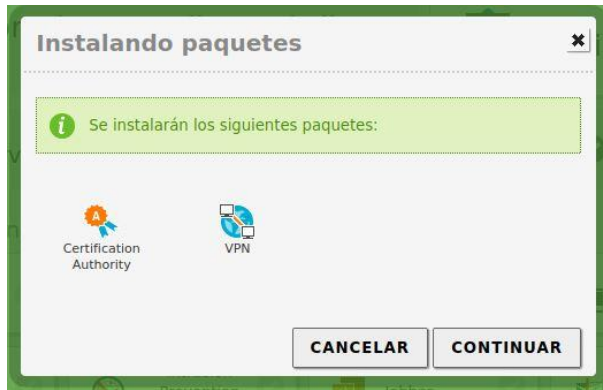 Instalando paquetes
Se instalarán los siguientes paquetes:
Certification
Authority
VPN
CANCELAR
CONTINUAR